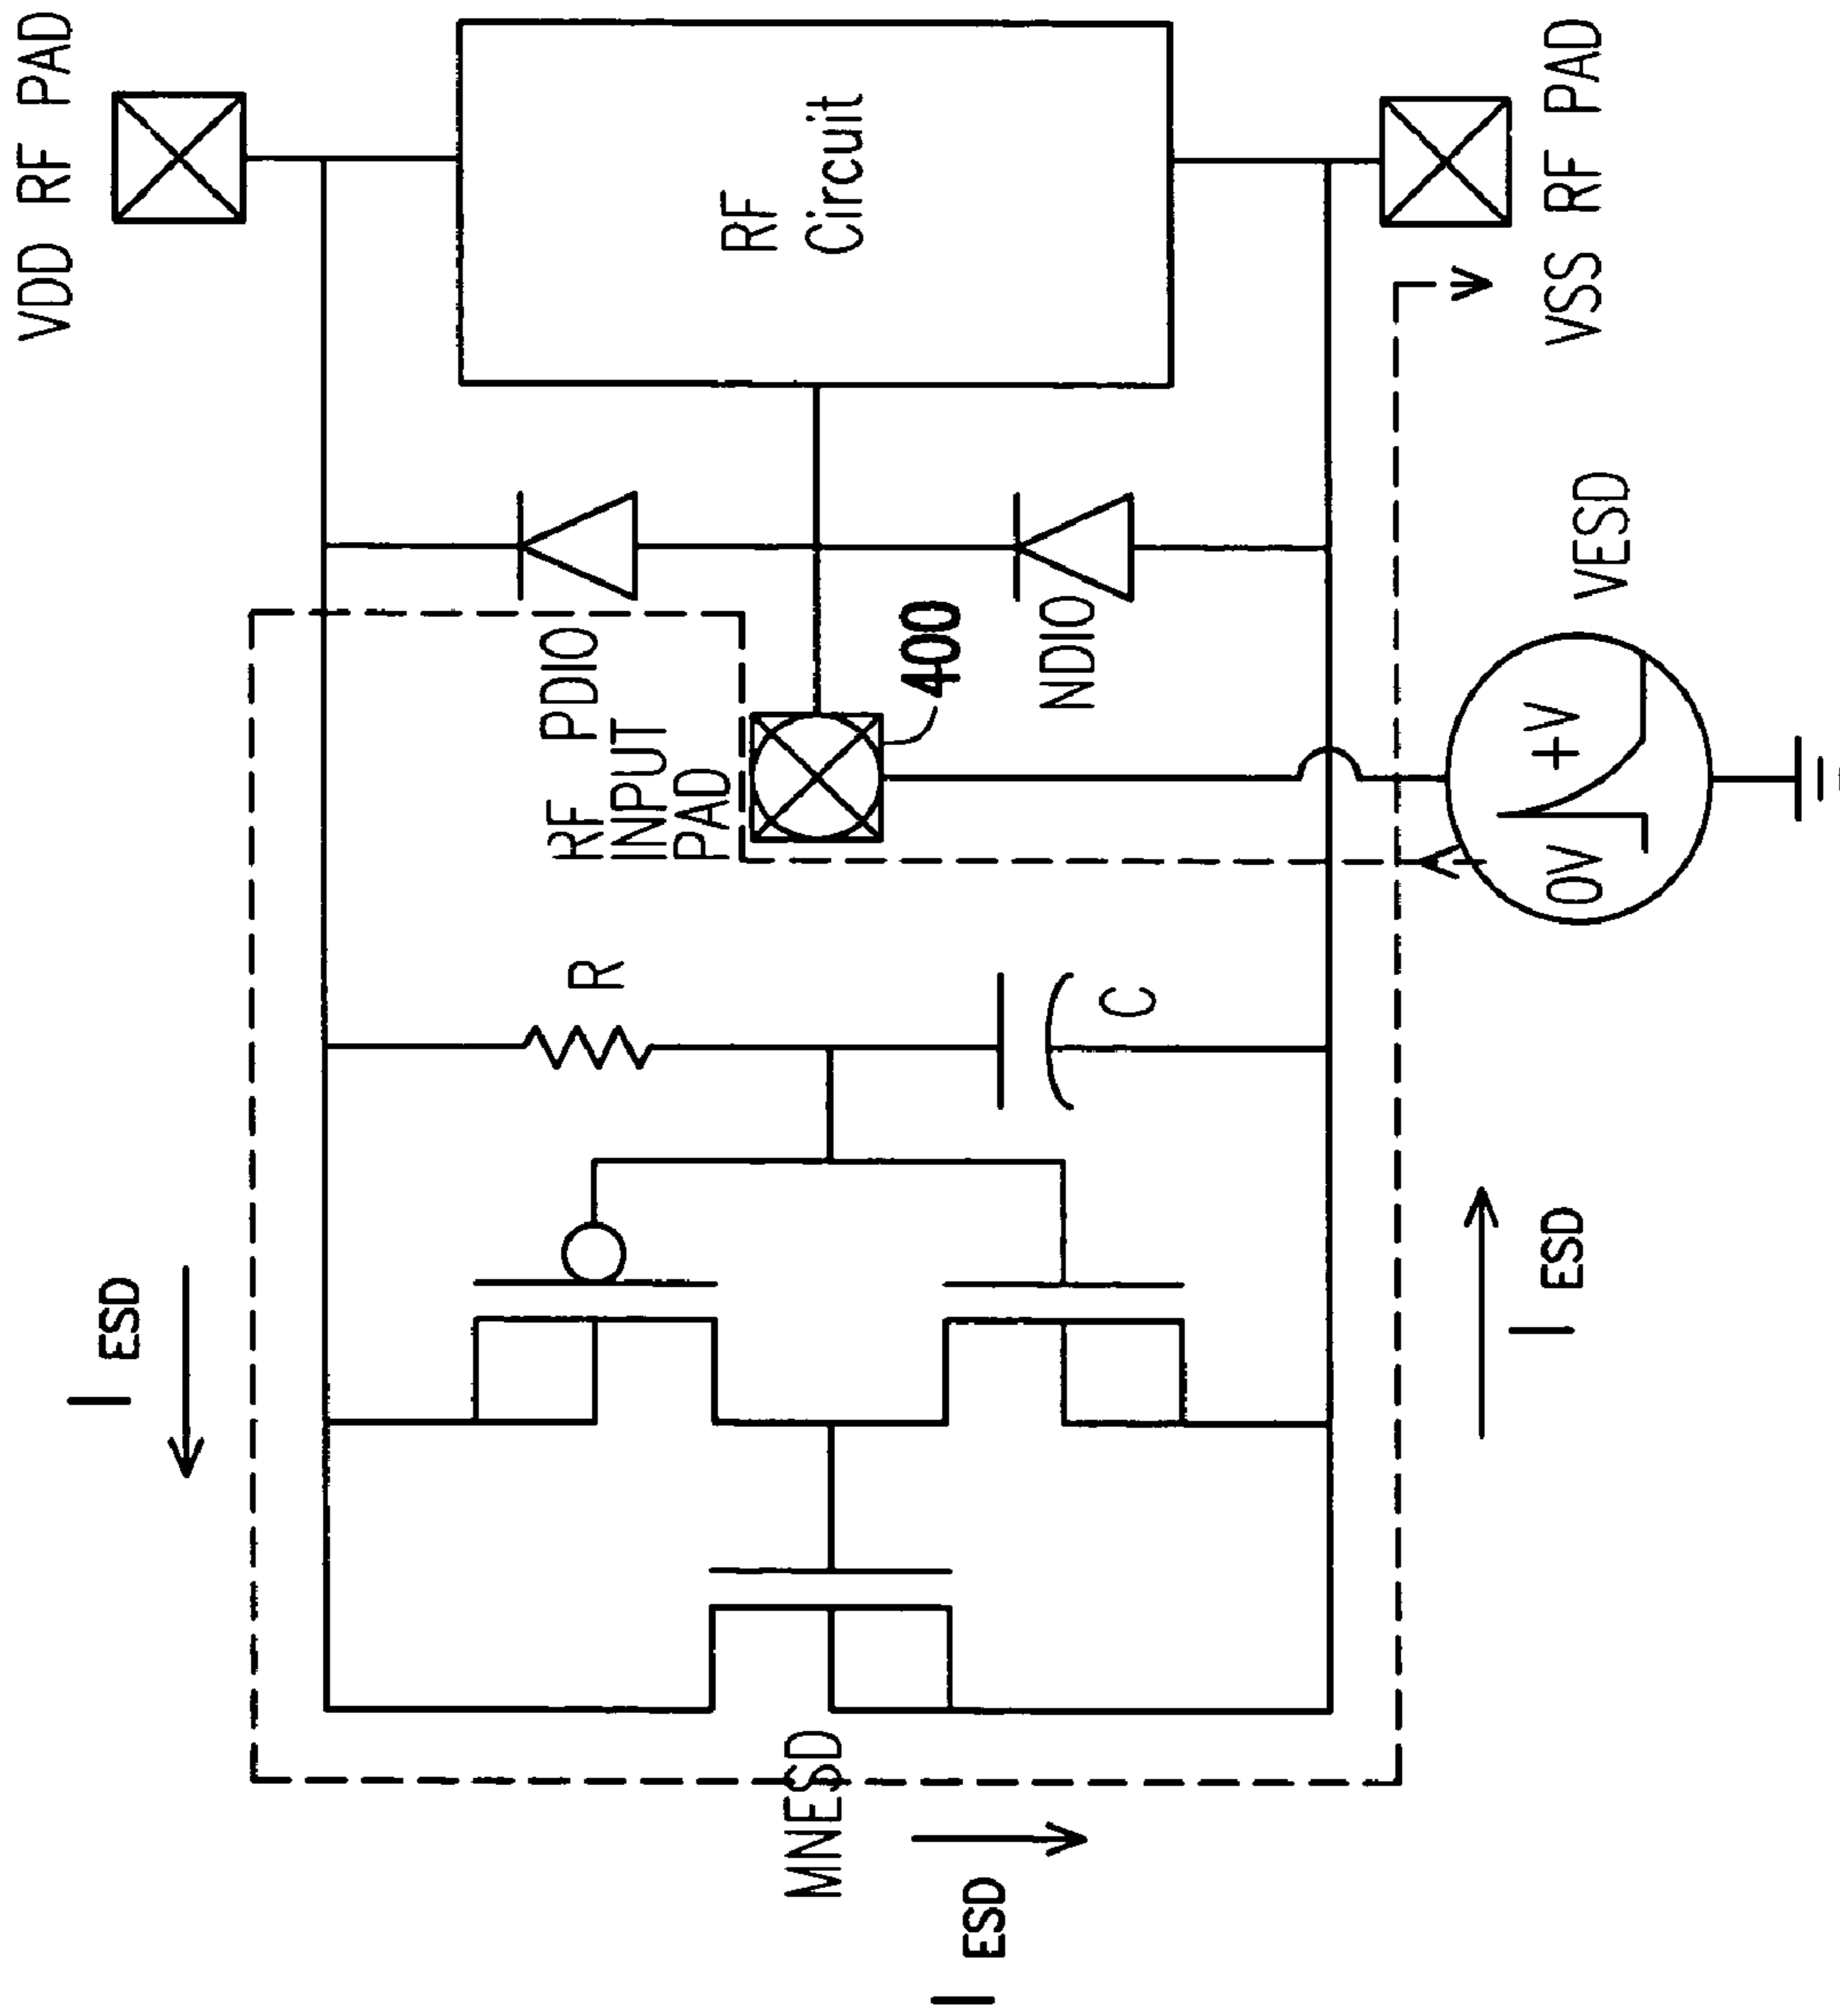 VDD RF PAD
RF
Circuit
VSS RF PAD
PDIO
RF
INPUT
PAD
400
NDIO
VESD
0V +V
R
C
I ESD
I ESD
MNESD
I ESD